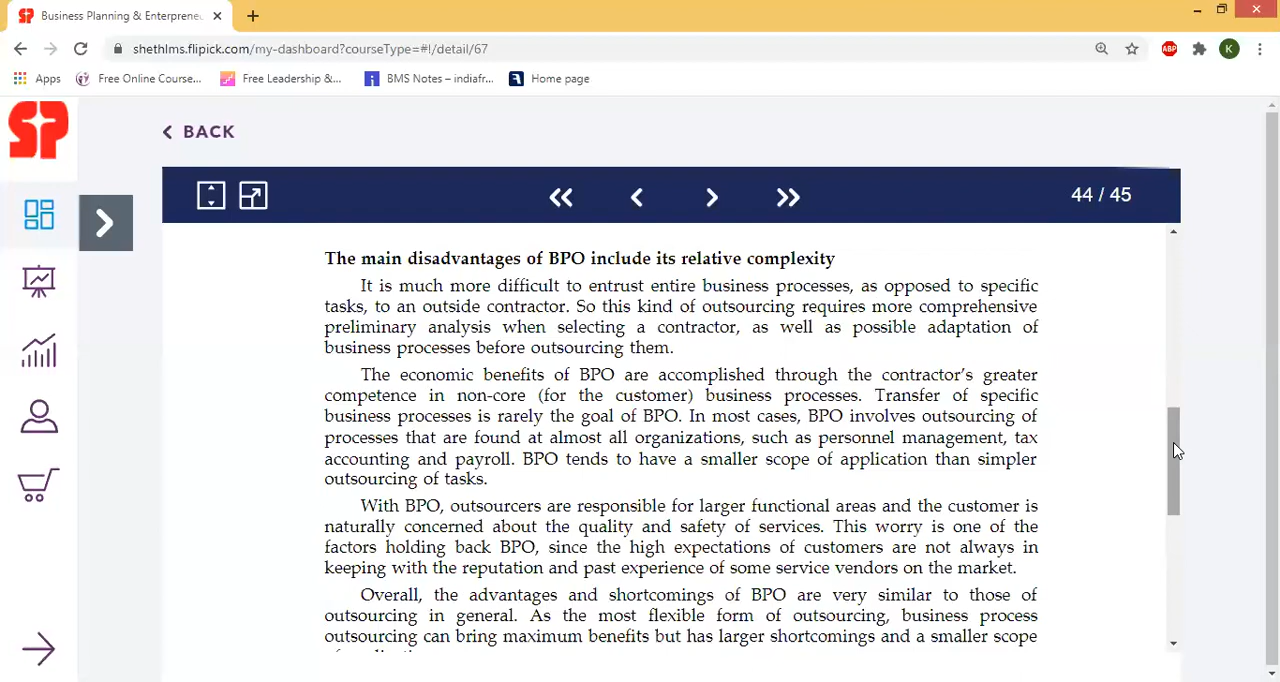 Business Planning & Enterprene
shethlms.flipick.com/my-dashboard?courseType=#!/detail/67
ABP
K
Apps
Free Online Course...
Free Leadership &...
BMS Notes – indiafr...
Home page
SP
BACK
44 / 45
The main disadvantages of BPO include its relative complexity
It is much more difficult to entrust entire business processes, as opposed to specific
tasks, to an outside contractor. So this kind of outsourcing requires more comprehensive
preliminary analysis when selecting a contractor, as well as possible adaptation of
business processes before outsourcing them.
The economic benefits of BPO are accomplished through the contractor's greater
competence in non-core (for the customer) business processes. Transfer of specific
business processes is rarely the goal of BPO. In most cases, BPO involves outsourcing of
processes that are found at almost all organizations, such as personnel management, tax
accounting and payroll. BPO tends to have a smaller scope of application than simpler
outsourcing of tasks.
With BPO, outsourcers are responsible for larger functional areas and the customer is
naturally concerned about the quality and safety of services. This worry is one of the
factors holding back BPO, since the high expectations of customers are not always in
keeping with the reputation and past experience of some service vendors on the market.
Overall, the advantages and shortcomings of BPO are very similar to those of
outsourcing in general. As the most flexible form of outsourcing, business process
outsourcing can bring maximum benefits but has larger shortcomings and a smaller scope